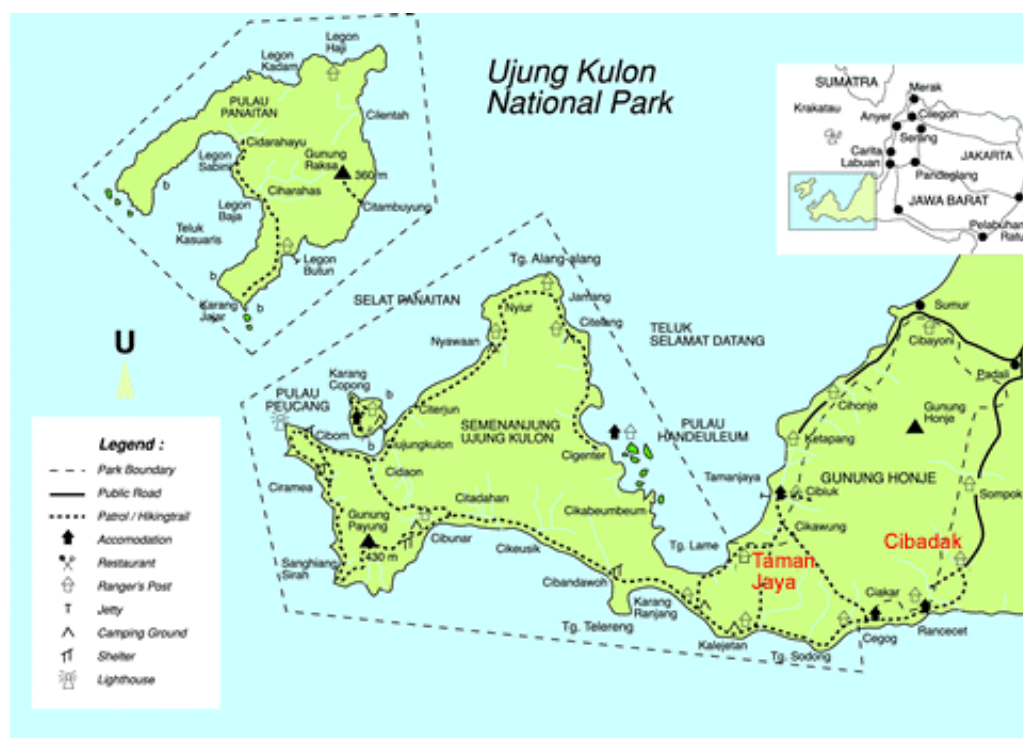 Ujung Kulon
National Park
Legon
Haji
Legon
Kadam
PULAU
PANAITAN
Cilentah
Cidarahayu
Gunung
Raksa
360 m
Legon
Sabini
Ciharahas
Citambuyung
Legon
Baja
Teluk
Kasuaris
b
b
b
Legon
Butun
Karang
Jajar
SUMATRA
Merak
Krakatau
Cilegon
Anyer
Serang
Carita
Labuan
JAKARTA
Pandeglang
JAWA BARAT
Pelabuhan
Ratu
U
SELAT PANAITAN
Tg. Alang-alang
Jamang
Nyiur
Citelang
Nyawaan
TELUK
SELAMAT DATANG
Sumur
Cibayoni
Padali
Karang
Copong
b
PULAU
PEUCANG
Citerjun
Cihonje
Gunung
Honje
Cibom
b
Ujungkulon
SEMENANJUNG
UJUNG KULON
PULAU
HANDEULEUM
Ketapang
Cidaon
Cigenter
Tamanjaya
GUNUNG HONJE
Ciramea
Citadahan
Cibiuk
Sompok
Gunung
Payung
Cikabeumbeum
Cikawung
430 m
Cibunar
Cikeusik
Tg. Lame
Cibadak
Sanghiang
Sirah
Taman
Jaya
Cibandawoh
Ciakar
Karang
Ranjang
Tg. Telereng
Cegog
Rancecet
Kalejetan
Tg. Sodong
Legend :
Park Boundary
Public Road
Patrol / Hikingtrail
Accomodation
Restaurant
Ranger's Post
Jetty
Camping Ground
Shelter
Lighthouse